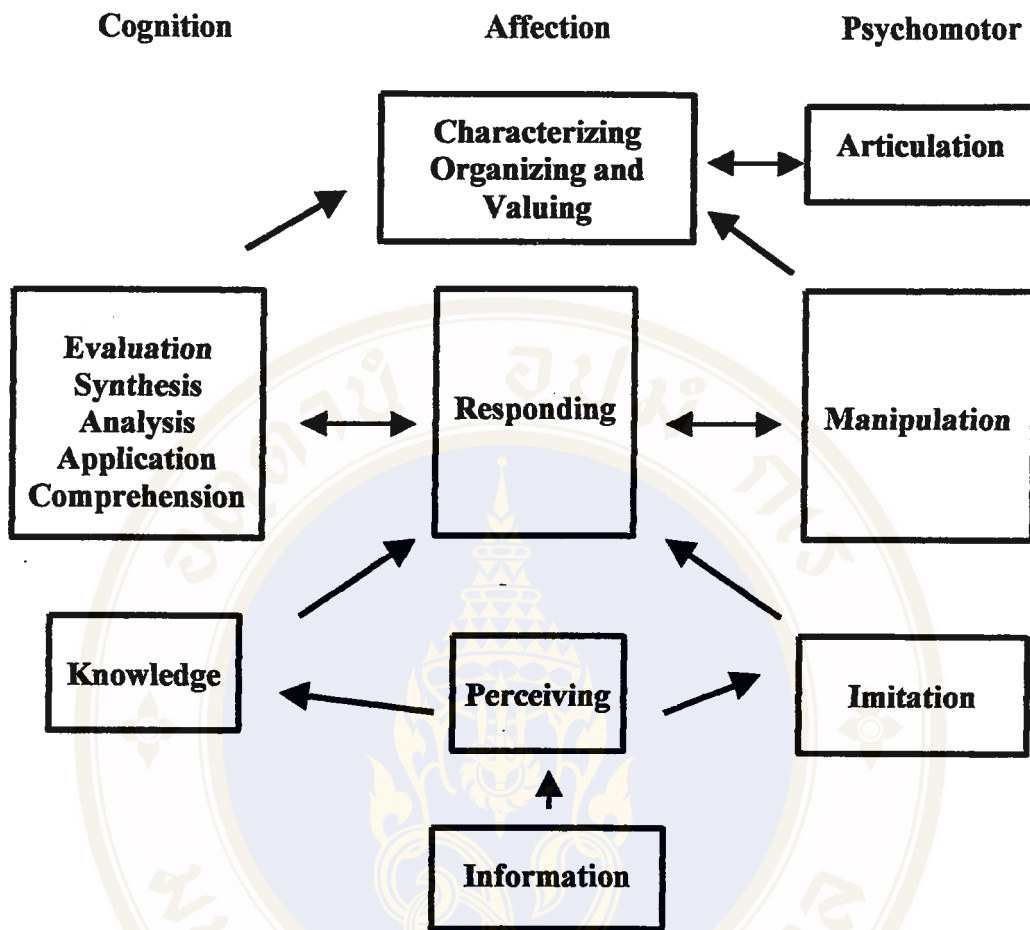 Cognition Affection Psychomotor
Characterizing
Organizing and
Valuing
Articulation
Evaluation
Synthesis
Analysis
Application
Comprehension
Responding
Manipulation
Knowledge
Perceiving
Imitation
Information